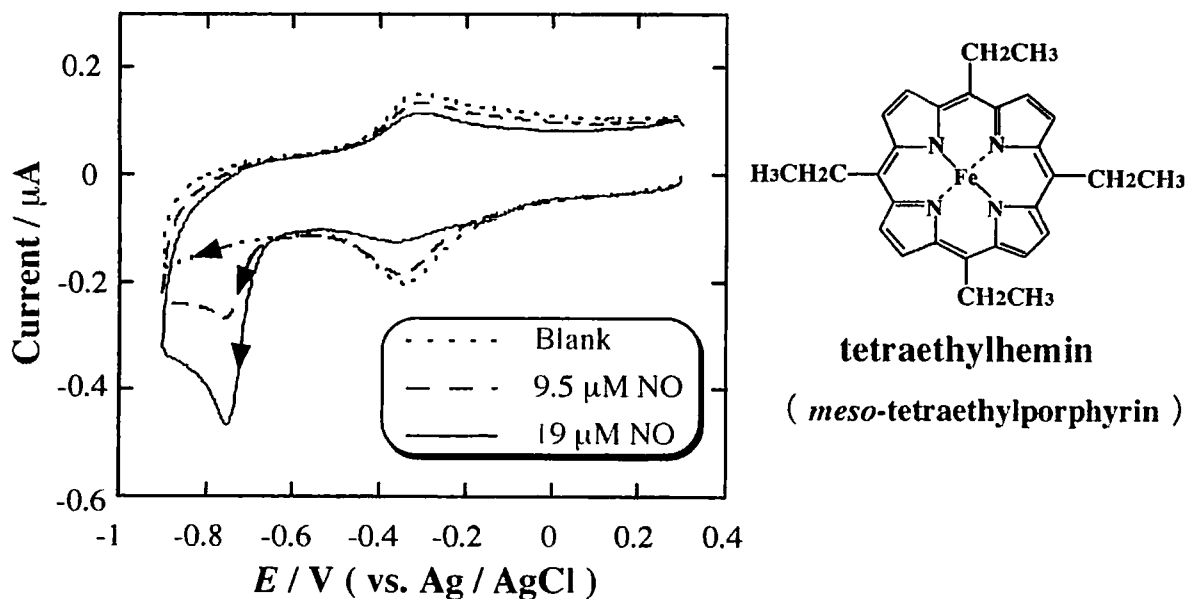 0.2
0
-0.2
-0.4
-0.6
-1
-0.8
-0.6
-0.4
-0.2
0
0.2
0.4
Current / μA
E / V ( vs. Ag / AgCl )
Blank
9.5 μM NO
19 μM NO
CH2CH3
H3CH2C
CH2CH3
CH2CH3
N
N
Fe
N
N
tetraethylhemin
( meso-tetraethylporphyrin )